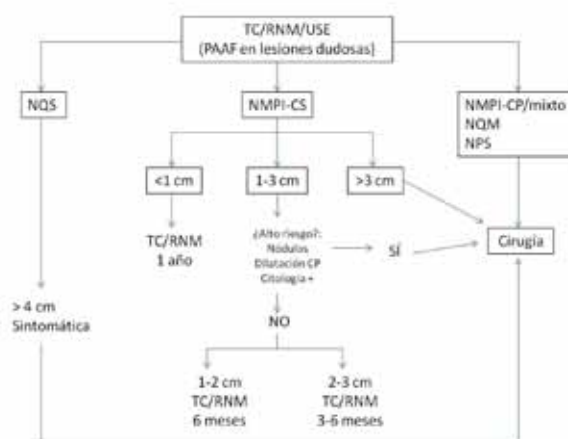 TC/RNM/USE
(PAAF en lesiones dudosas)
NQS
NMPI-CS
NMPI-CP/mixto
NQM
NPS
<1 cm
1-3 cm
>3 cm
TC/RNM
1 año
¿Alto riesgo?:
Nódulos
Dilatación CP
Citología +
SÍ
Cirugía
NO
> 4 cm
Sintomática
1-2 cm
TC/RNM
6 meses
2-3 cm
TC/RNM
3-6 meses